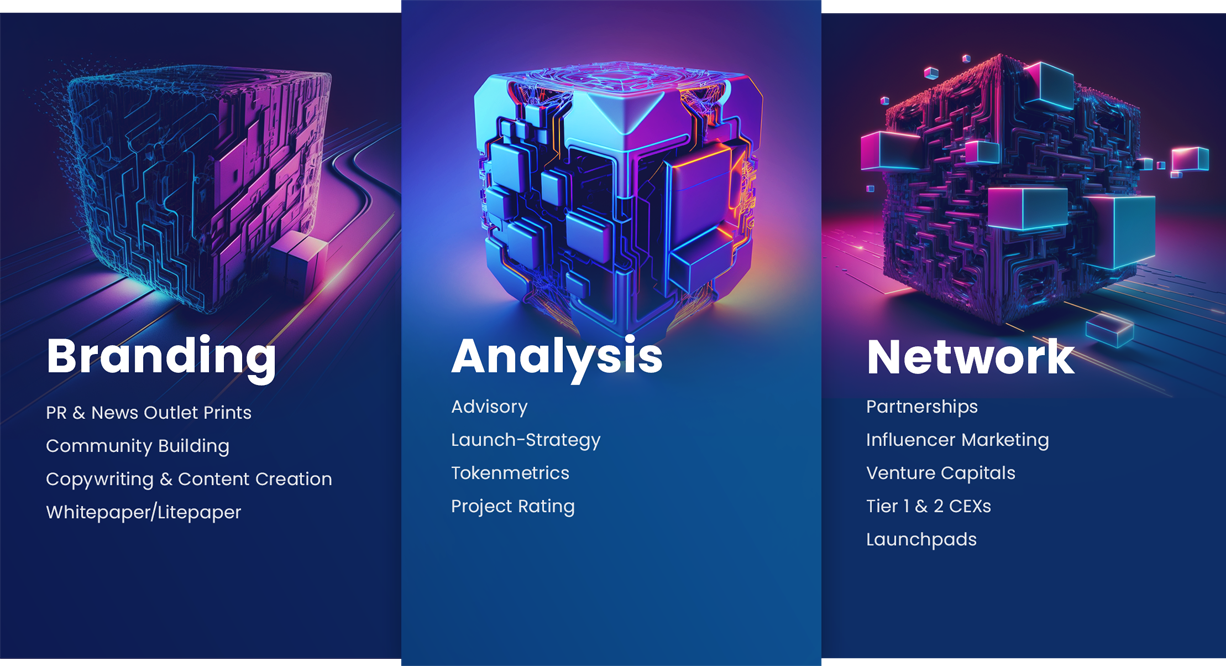 Branding
PR & News Outlet Prints
Community Building
Copywriting & Content Creation
Whitepaper/Litepaper
Analysis
Advisory
Launch-Strategy
Tokenmetrics
Project Rating
Network
Partnerships
Influencer Marketing
Venture Capitals
Tier 1 & 2 CEXs
Launchpads